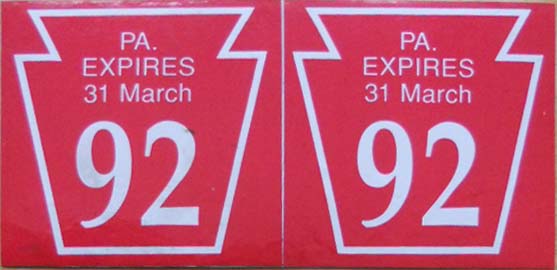 PA.
EXPIRES
31 March
92
PA.
EXPIRES
31 March
92